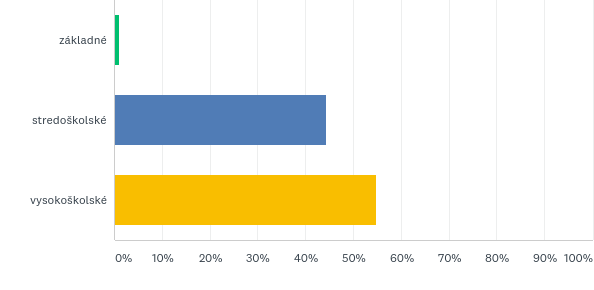 základné
stredoškolské
vysokoškolské
0% 10% 20% 30% 40% 50% 60% 70% 80% 90% 100%